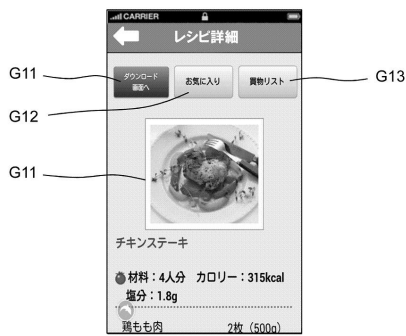 CARRIER
レシピ詳細
G11
ダウンロード
画面へ
お気に入り
買物リスト
G13
G12
G11
チキンステーキ
材料：4人分 カロリー：315kcal
塩分：1.8g
鶏もも肉 2枚（500g）